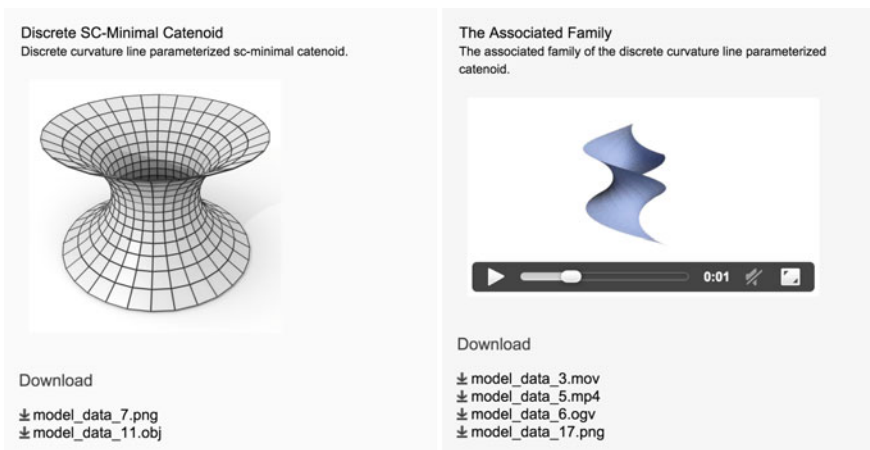 Discrete SC-Minimal Catenoid
Discrete curvature line parameterized sc-minimal catenoid.
Download
model_data_7.png
model_data_11.obj
The Associated Family
The associated family of the discrete curvature line parameterized
catenoid.
0:01
Download
model_data_3.mov
model_data_5.mp4
model_data_6.ogv
model_data_17.png